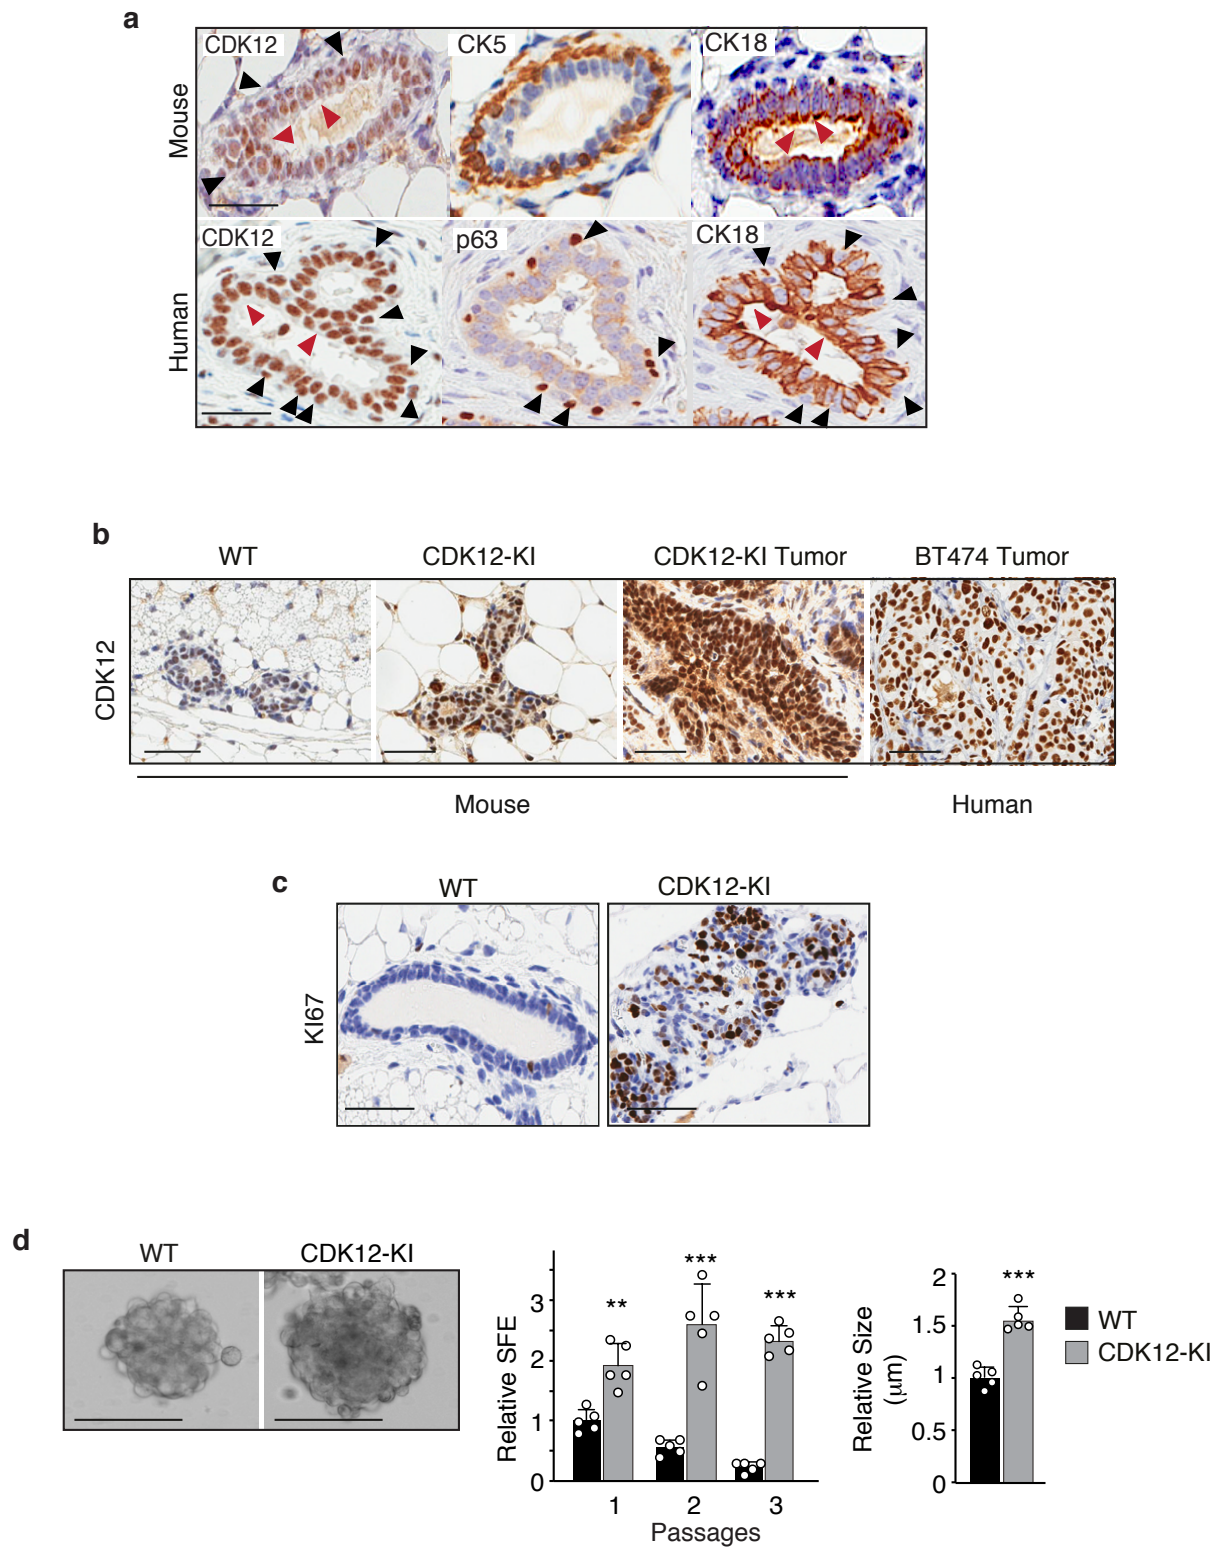 a
CDK12
CK5
CK18
Mouse
CDK12
p63
CK18
Human
b
WT
CDK12-KI
CDK12-KI Tumor
BT474 Tumor
CDK12
Mouse
Human
c
WT
CDK12-KI
KI67
d
WT
CDK12-KI
Relative SFE
3
2
1
0
**
***
***
1
2
3
Passages
Relative Size
(μm)
2
1.5
1
0.5
0
***
WT
CDK12-KI